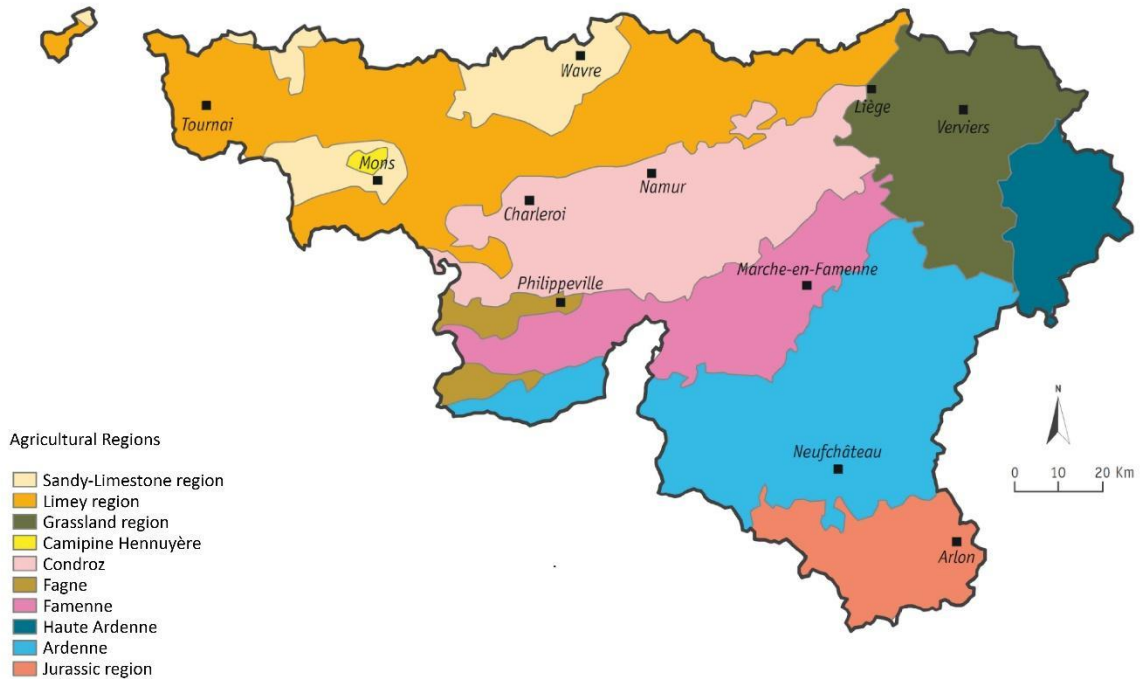 Wavre
Tournai
Liège
Verviers
Mons
Namur
Charleroi
Marche-en-Famenne
Philippeville
N
0 10 20 Km
Neufchâteau
Arlon
Agricultural Regions
Sandy-Limestone region
Limey region
Grassland region
Camipine Hennuyère
Condroz
Fagne
Famenne
Haute Ardenne
Ardenne
Jurassic region